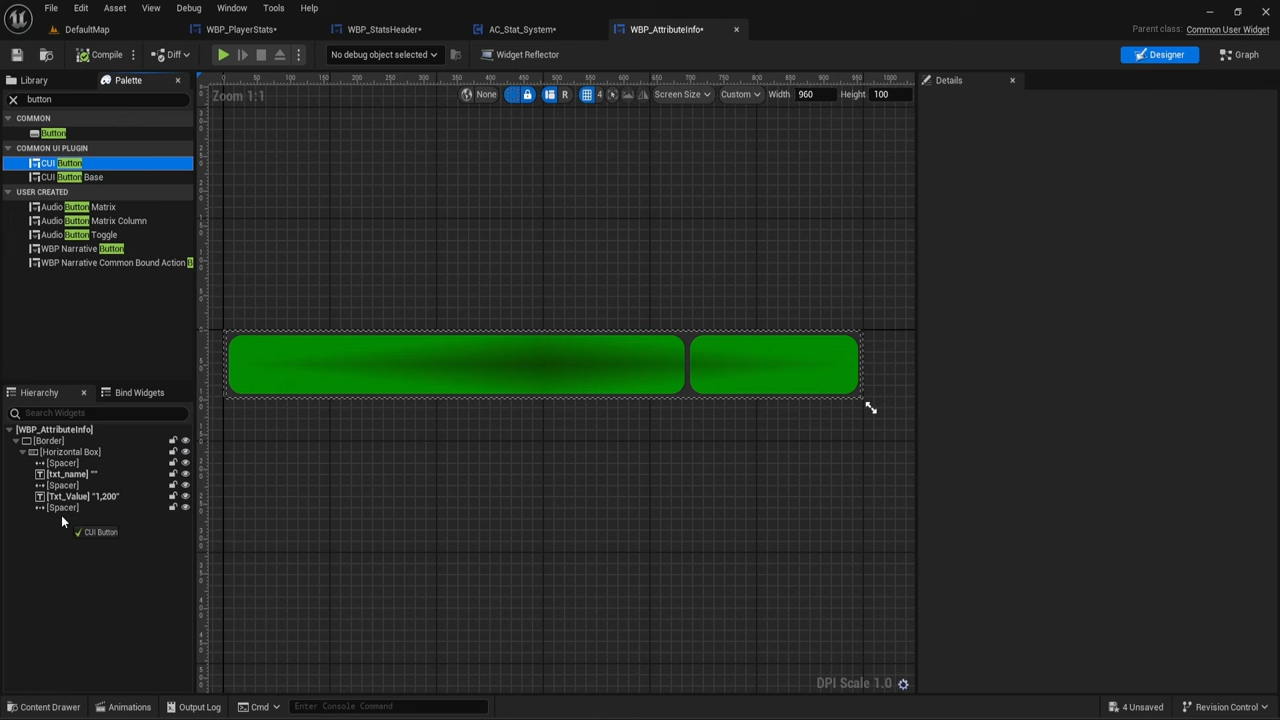 File Edit Asset View Debug Window Tools Help
DefaultMap WBP_PlayerStats* WBP_StatsHeader* AC_Stat_System* WBP_AttributeInfo* Parent class: Common User Widget
Compile Diff No debug object selected Widget Reflector Designer Graph
Library Palette Details
button
Zoom 1:1 None R 4 Screen Size Custom Width 960 Height 100
COMMON
Button
COMMON UI PLUGIN
CUI Button
CUI Button Base
USER CREATED
Audio Button Matrix
Audio Button Matrix Column
Audio Button Toggle
WBP Narrative Button
WBP Narrative Common Bound Action B
Hierarchy Bind Widgets
Search Widgets
[WBP_AttributeInfo]
[Border]
[Horizontal Box]
[Spacer]
[txt_name] ""
[Spacer]
[Txt_Value] "1,200"
[Spacer]
CUI Button
DPI Scale 1.0
Content Drawer Animations Output Log Cmd Enter Console Command 4 Unsaved Revision Control